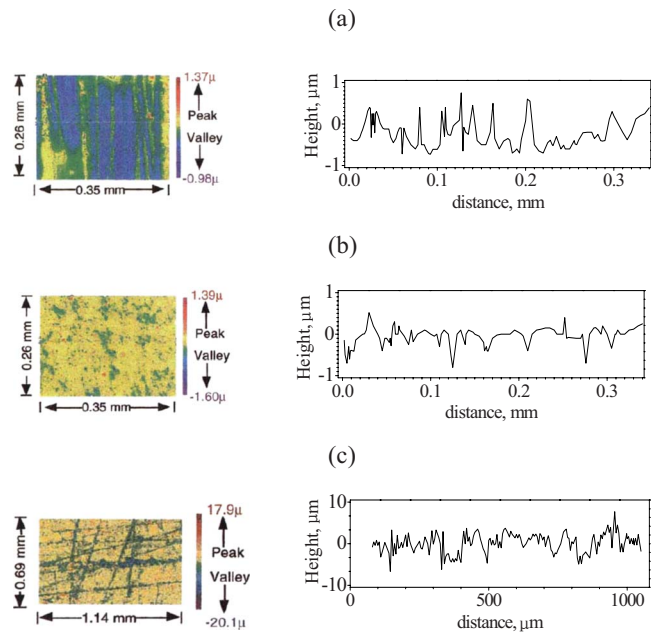 (a)
1.37μ
Peak
Valley
-0.98μ
0.26 mm
0.35 mm
Height, μm
1
0
-1
0.0 0.1 0.2 0.3
distance, mm
(b)
1.39μ
Peak
Valley
-1.60μ
0.26 mm
0.35 mm
Height, μm
1
0
-1
0.0 0.1 0.2 0.3
distance, mm
(c)
17.9μ
Peak
Valley
-20.1μ
0.69 mm
1.14 mm
Height, μm
10
0
-10
0 500 1000
distance, μm